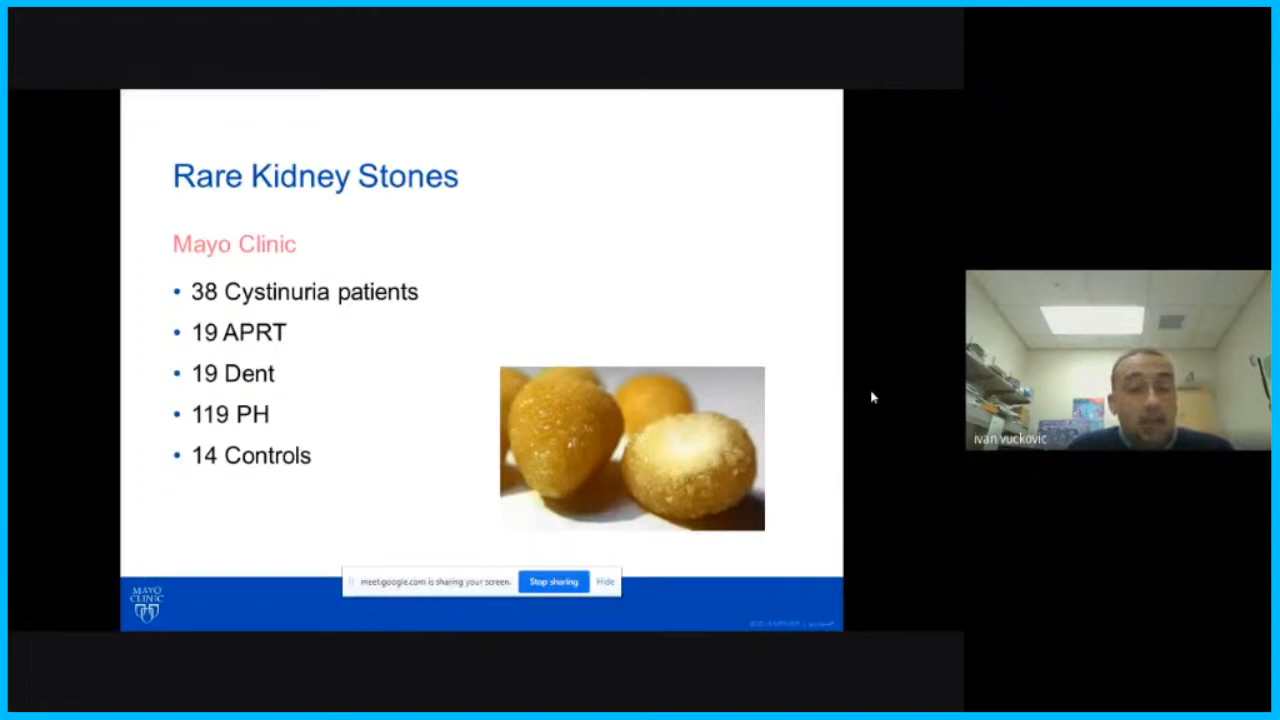 Rare Kidney Stones
Mayo Clinic
• 38 Cystinuria patients
• 19 APRT
• 19 Dent
• 119 PH
• 14 Controls
ivan vuckovic
meet.google.com is sharing your screen.
Stop sharing
Hide
MAYO
CLINIC